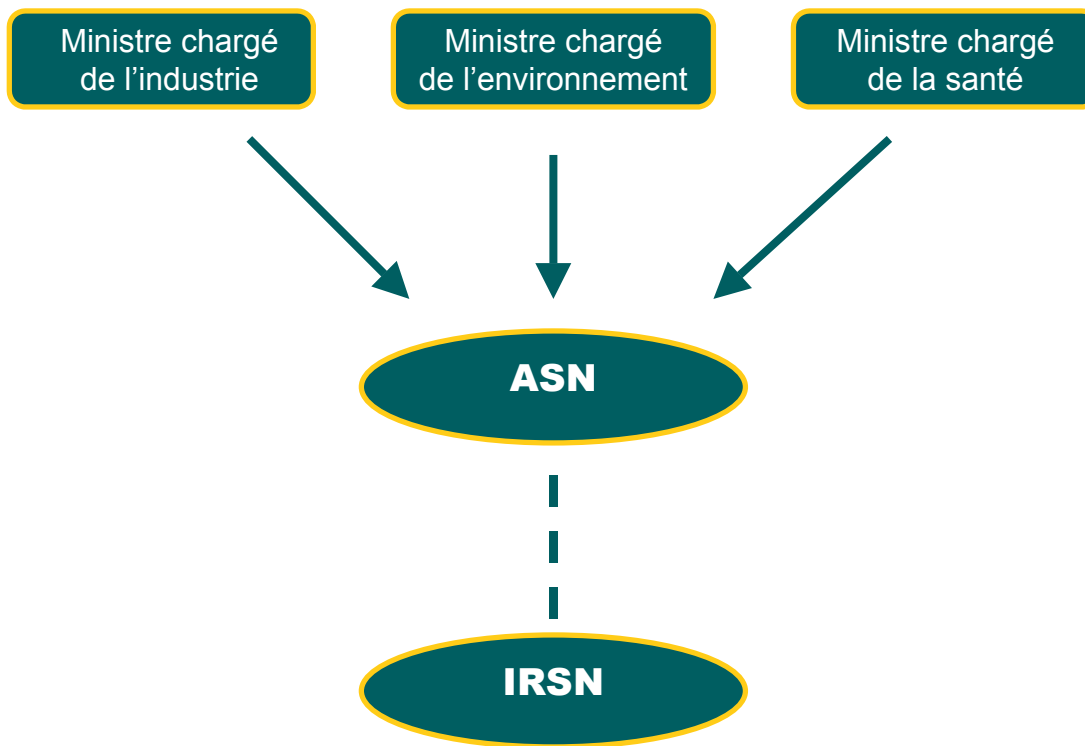 Ministre chargé
de l’industrie
Ministre chargé
de l’environnement
Ministre chargé
de la santé
ASN
IRSN